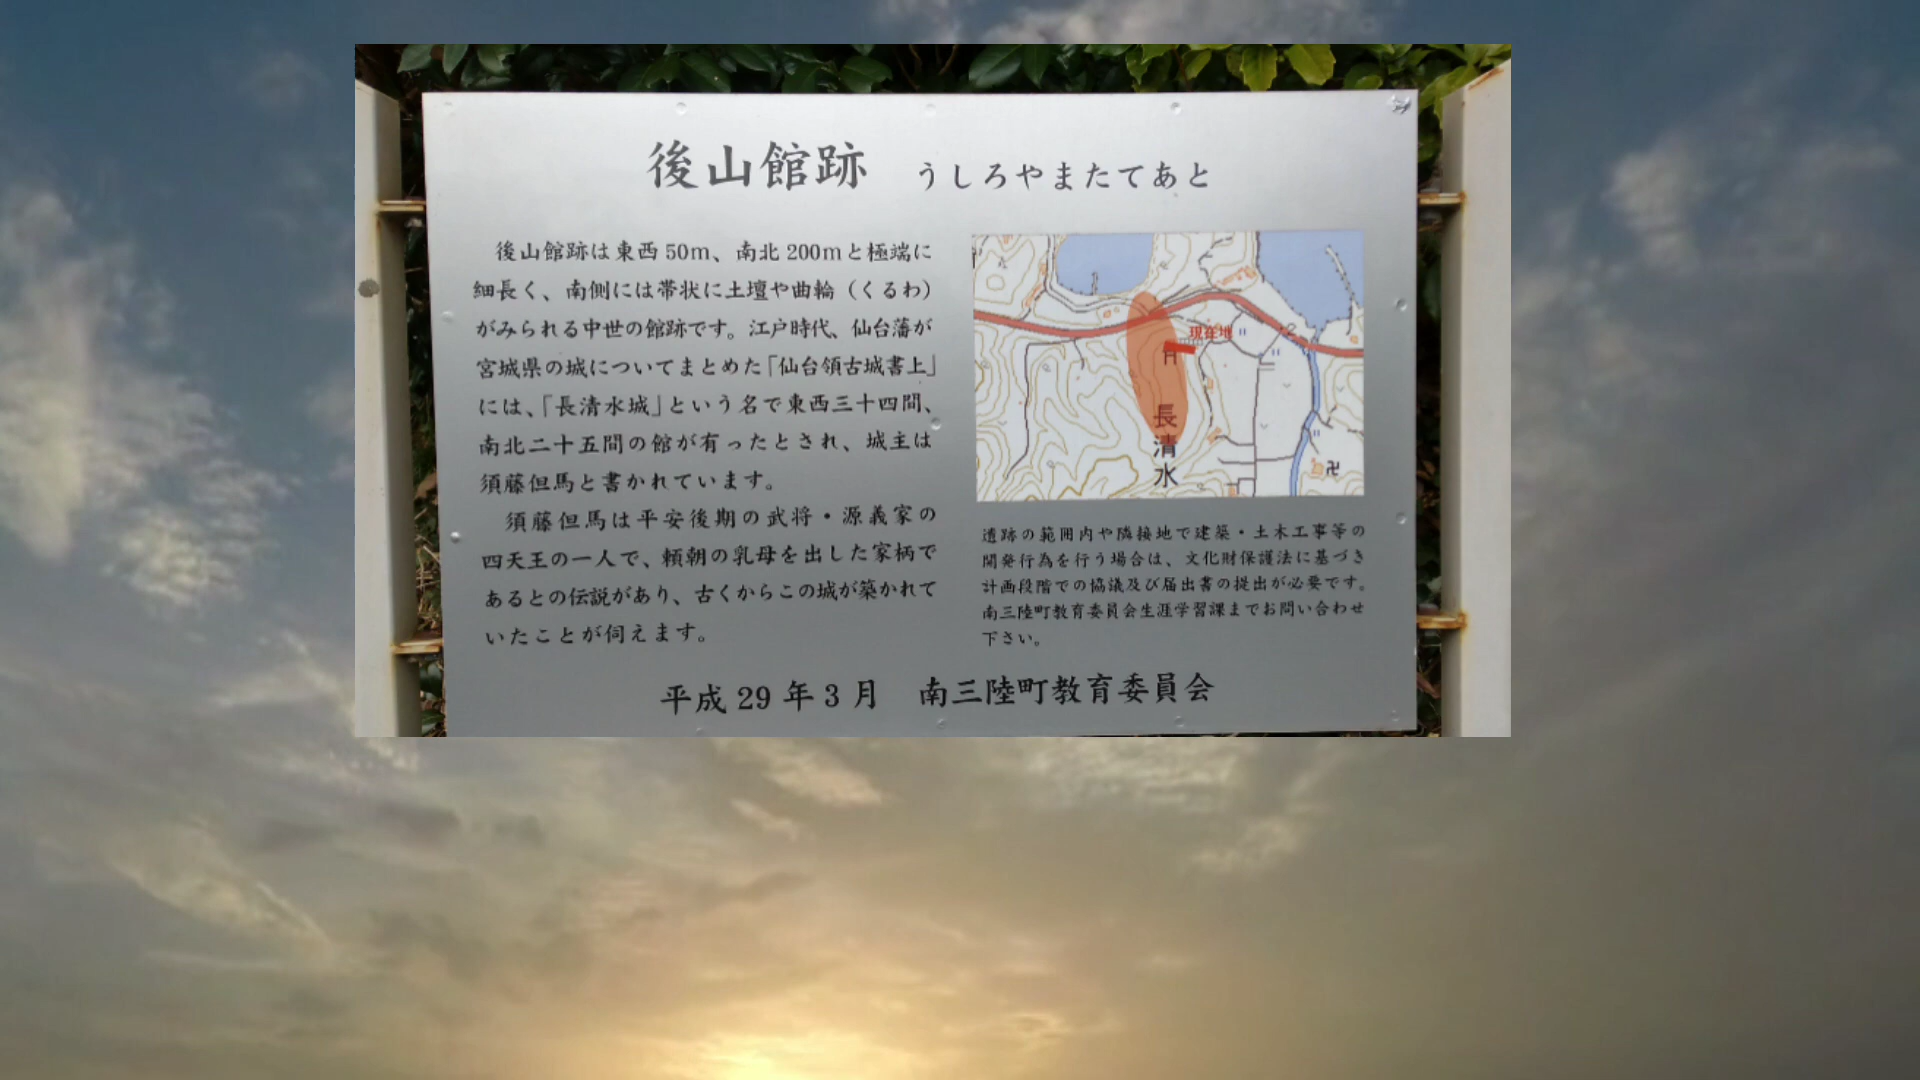 後山館跡 うしろやまたてあと
後山館跡は東西50m、南北200mと極端に
細長く、南側には帯状に土壇や曲輪（くるわ）
がみられる中世の館跡です。江戸時代、仙台藩が
宮城県の城についてまとめた「仙台領古城書上」
には、「長清水城」という名で東西三十四間、
南北二十五間の館が有ったとされ、城主は
須藤但馬と書かれています。
須藤但馬は平安後期の武将・源義家の
四天王の一人で、頼朝の乳母を出した家柄で
あるとの伝説があり、古くからこの城が築かれて
いたことが伺えます。
現在地
長清水
遺跡の範囲内や隣接地で建築・土木工事等の
開発行為を行う場合は、文化財保護法に基づき
計画段階での協議及び届出書の提出が必要です。
南三陸町教育委員会生涯学習課までお問い合わせ
下さい。
平成29年3月 南三陸町教育委員会